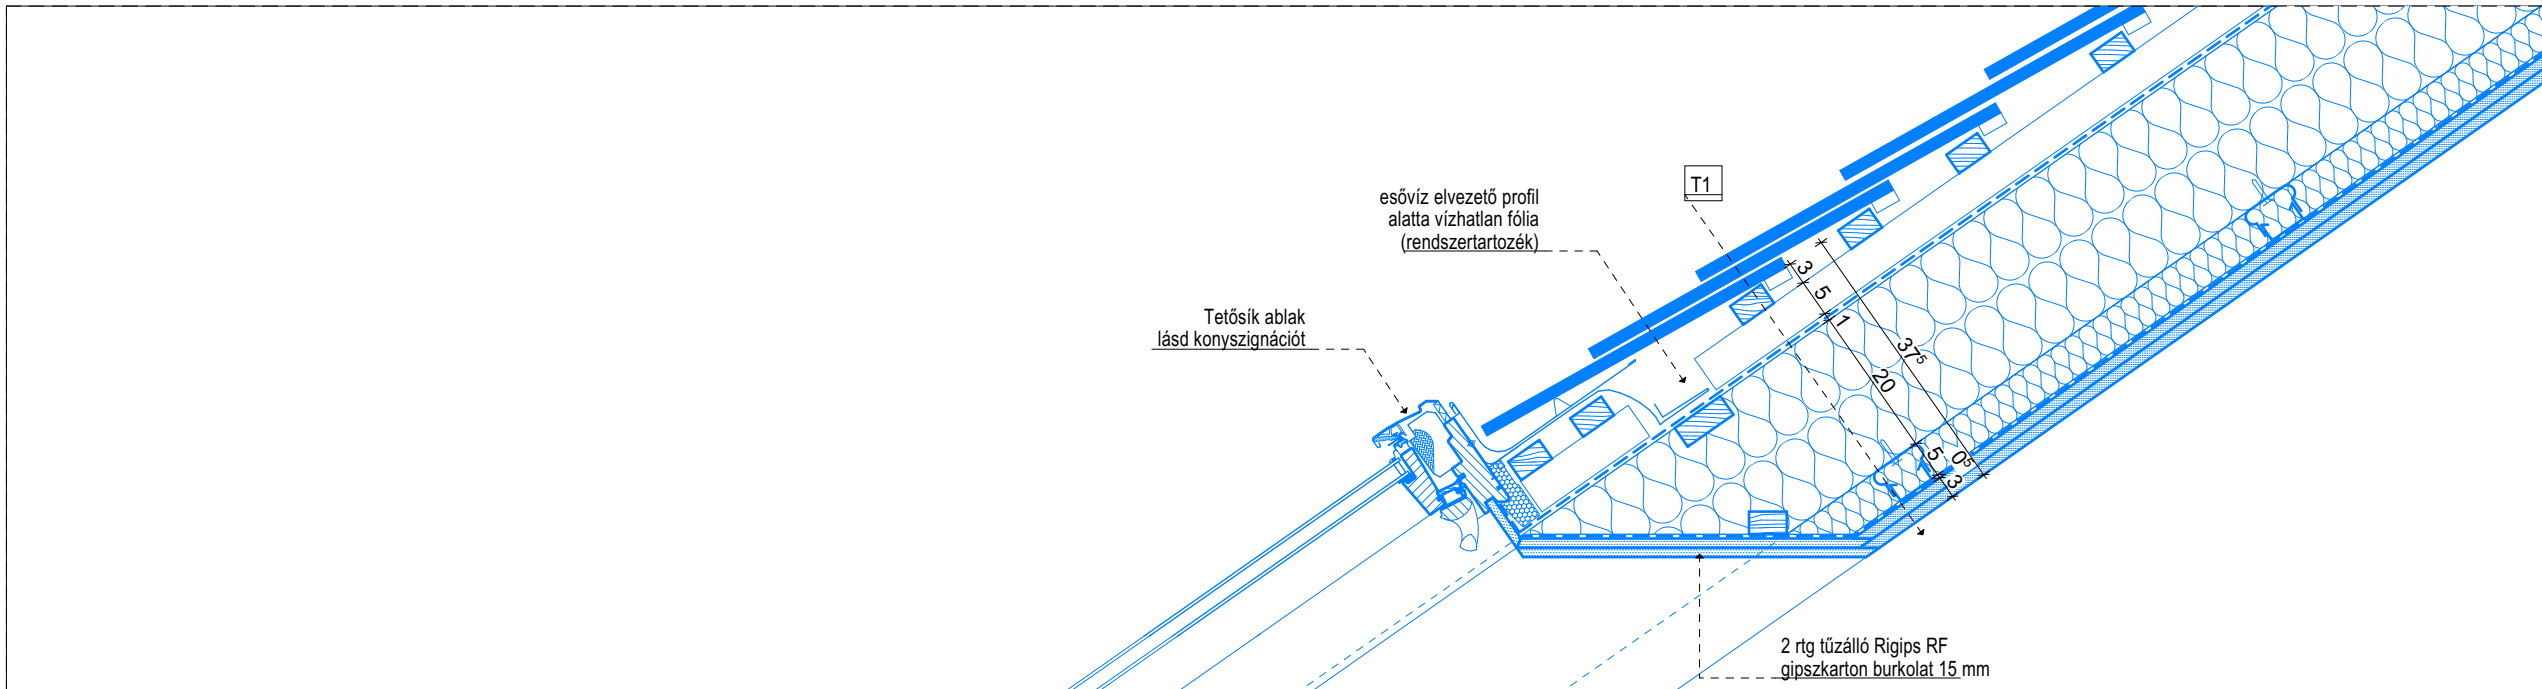 T1
esővíz elvezető profil
alatta vízhatlan fólia
(rendszertartozék)
Tetősík ablak
lásd konyszignációt
3
5
1
37⁵
20
5
0⁵
3
2 rtg tűzálló Rigips RF
gipszkarton burkolat 15 mm